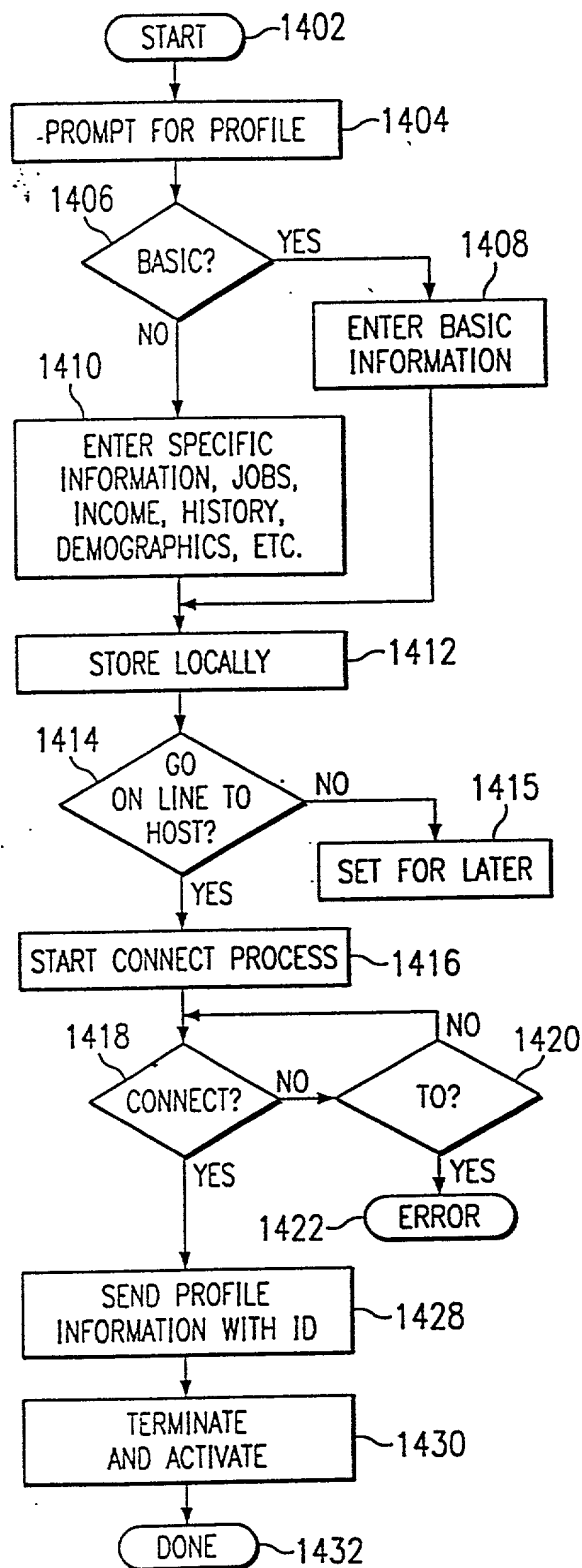 START
1402
PROMPT FOR PROFILE
1404
1406
BASIC?
YES
NO
1408
ENTER BASIC
INFORMATION
1410
ENTER SPECIFIC
INFORMATION, JOBS,
INCOME, HISTORY,
DEMOGRAPHICS, ETC.
STORE LOCALLY
1412
1414
GO
ON LINE TO
HOST?
NO
YES
1415
SET FOR LATER
START CONNECT PROCESS
1416
1418
CONNECT?
NO
YES
NO
1420
TO?
YES
1422
ERROR
SEND PROFILE
INFORMATION WITH ID
1428
TERMINATE
AND ACTIVATE
1430
DONE
1432